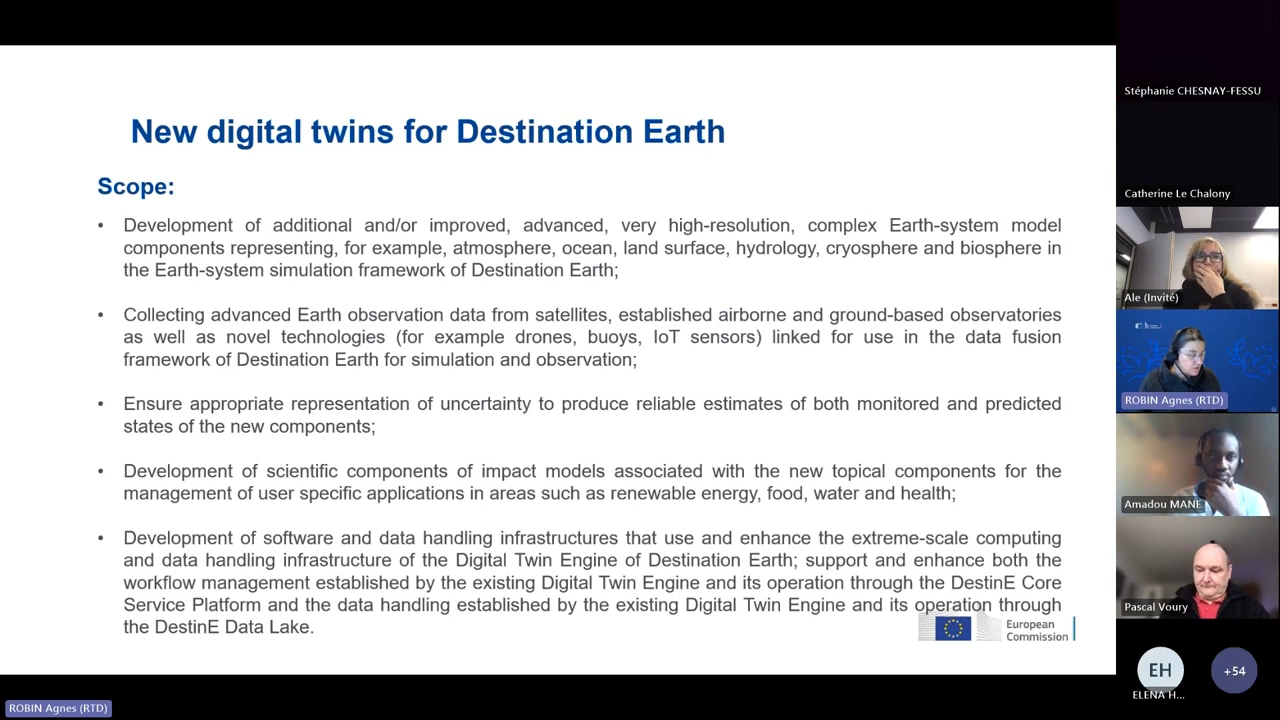 New digital twins for Destination Earth
Scope:
• Development of additional and/or improved, advanced, very high-resolution, complex Earth-system model
components representing, for example, atmosphere, ocean, land surface, hydrology, cryosphere and biosphere in
the Earth-system simulation framework of Destination Earth;
• Collecting advanced Earth observation data from satellites, established airborne and ground-based observatories
as well as novel technologies (for example drones, buoys, IoT sensors) linked for use in the data fusion
framework of Destination Earth for simulation and observation;
• Ensure appropriate representation of uncertainty to produce reliable estimates of both monitored and predicted
states of the new components;
• Development of scientific components of impact models associated with the new topical components for the
management of user specific applications in areas such as renewable energy, food, water and health;
• Development of software and data handling infrastructures that use and enhance the extreme-scale computing
and data handling infrastructure of the Digital Twin Engine of Destination Earth; support and enhance both the
workflow management established by the existing Digital Twin Engine and its operation through the DestinE Core
Service Platform and the data handling established by the existing Digital Twin Engine and its operation through
the DestinE Data Lake.
European
Commission
Stéphanie CHESNAY-FESSU
Catherine Le Chalony
Ale (Invité)
ROBIN Agnes (RTD)
Amadou MANE
Pascal Voury
EH
ELENA H...
+54
ROBIN Agnes (RTD)